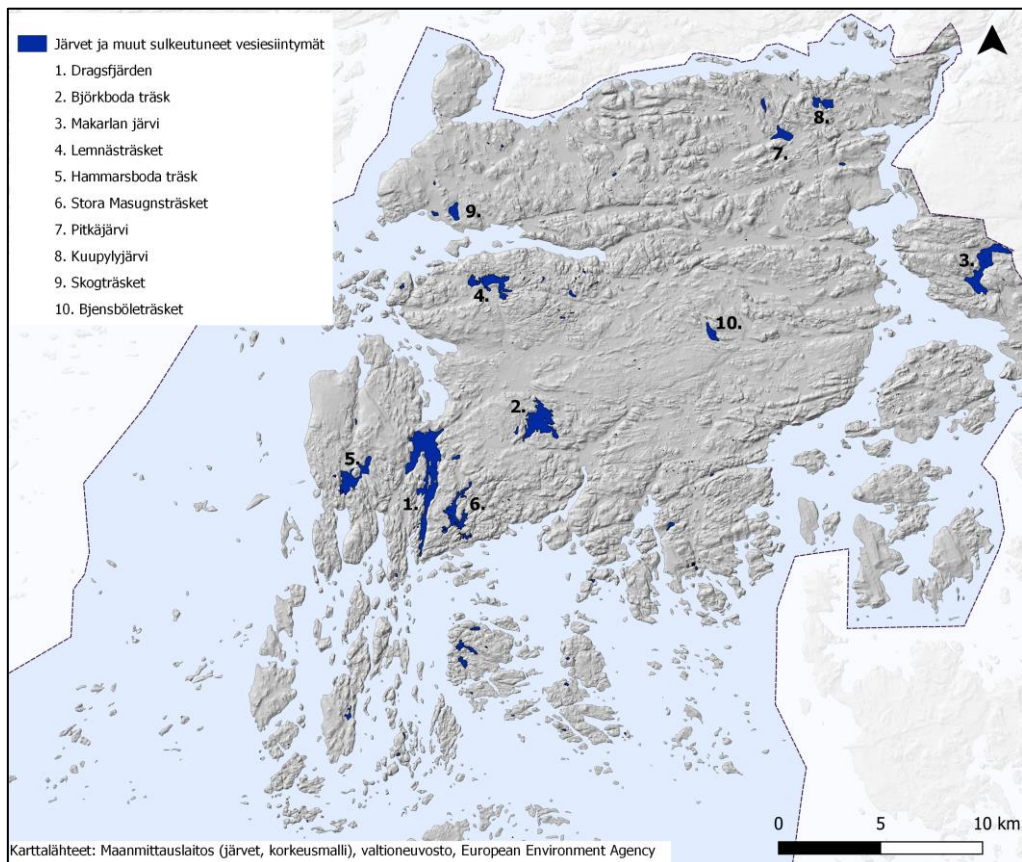 Järvet ja muut sulkeutuneet vesiesiintymät
1. Dragsfjärden
2. Björkboda träsk
3. Makarlan järvi
4. Lemnästräsket
5. Hammarsboda träsk
6. Stora Masugnsträsket
7. Pitkäjärvi
8. Kuupylyjärvi
9. Skogträsket
10. Bjensböleträsket
8.
7.
9.
3.
4.
10.
2.
5.
1.
6.
0 5 10 km
Karttalähteet: Maanmittauslaitos (järvet, korkeusmalli), valtioneuvosto, European Environment Agency